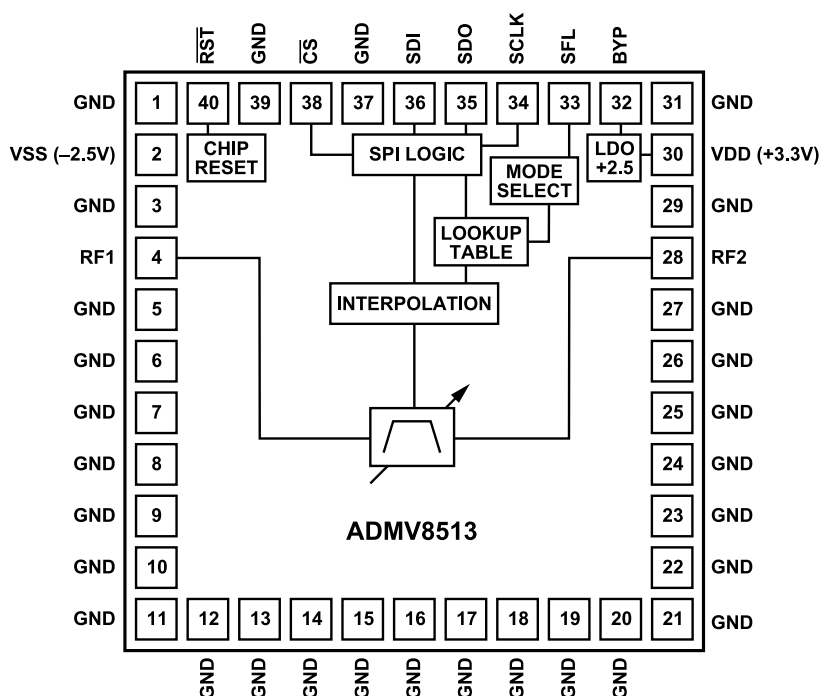 RST GND CS GND SDI SDO SCLK SFL BYP
GND 1 40 39 38 37 36 35 34 33 32 31 GND
VSS (–2.5V) 2 CHIP RESET SPI LOGIC LDO +2.5 30 VDD (+3.3V)
MODE SELECT
GND 3 29 GND
LOOKUP TABLE
RF1 4 28 RF2
INTERPOLATION
GND 5 27 GND
GND 6 26 GND
GND 7 25 GND
GND 8 24 GND
GND 9 23 GND
ADMV8513
GND 10 22 GND
GND 11 12 13 14 15 16 17 18 19 20 21 GND
GND GND GND GND GND GND GND GND GND